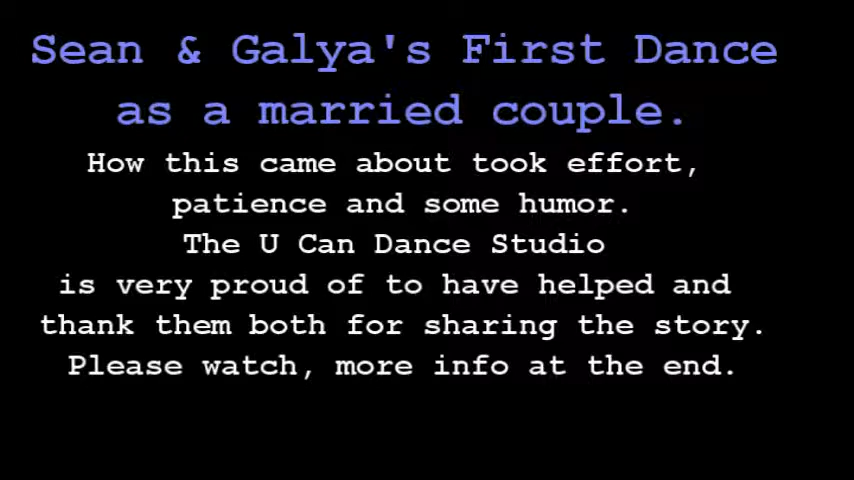 Sean & Galya's First Dance
as a married couple.
How this came about took effort,
patience and some humor.
The U Can Dance Studio
is very proud of to have helped and
thank them both for sharing the story.
Please watch, more info at the end.